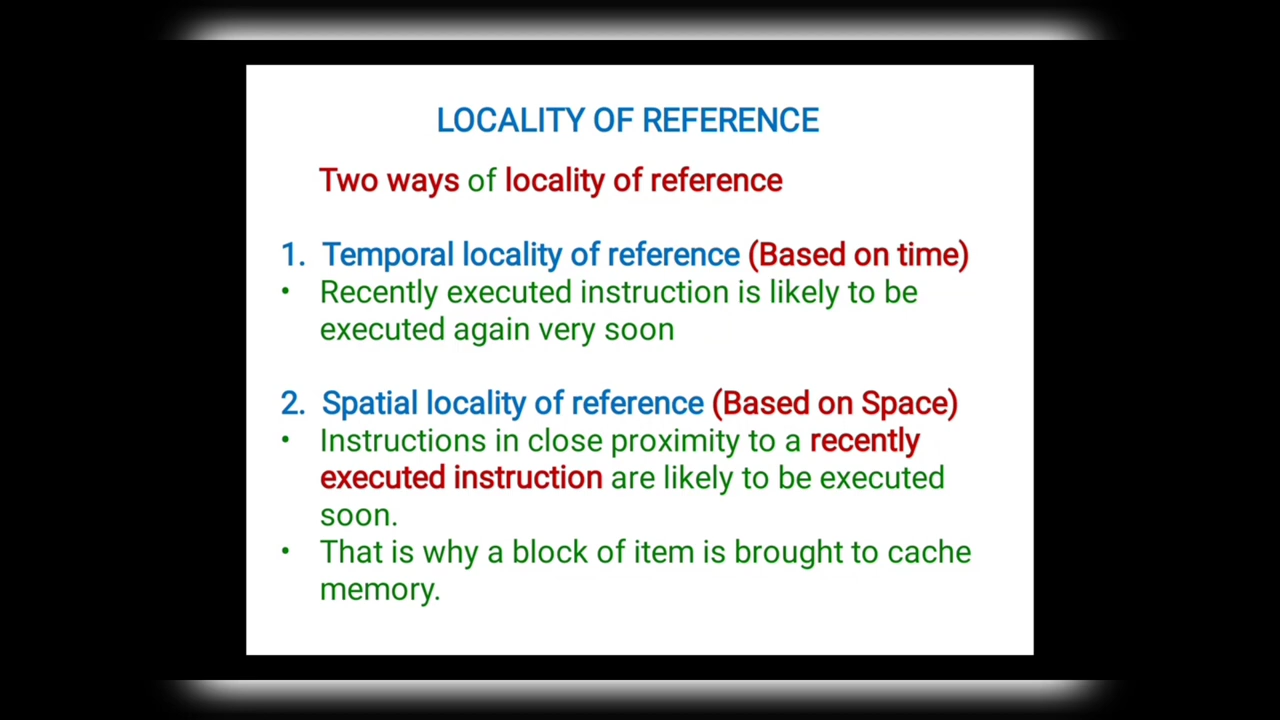 LOCALITY OF REFERENCE
Two ways of locality of reference
1. Temporal locality of reference (Based on time)
• Recently executed instruction is likely to be
executed again very soon
2. Spatial locality of reference (Based on Space)
• Instructions in close proximity to a recently
executed instruction are likely to be executed
soon.
• That is why a block of item is brought to cache
memory.